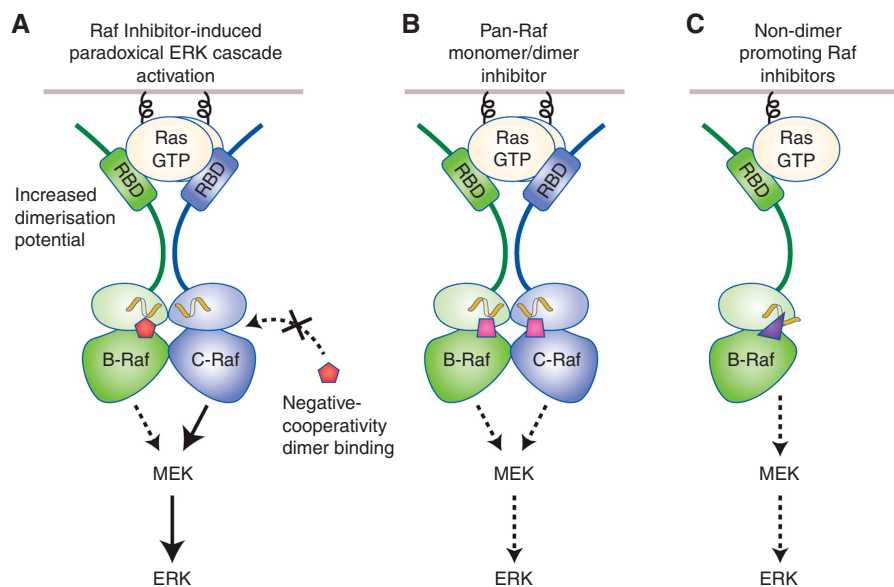 A
Raf Inhibitor-induced
paradoxical ERK cascade
activation
Ras
GTP
RBD
RBD
Increased
dimerisation
potential
B-Raf
C-Raf
Negative-
cooperativity
dimer binding
MEK
ERK
B
Pan-Raf
monomer/dimer
inhibitor
Ras
GTP
RBD
RBD
B-Raf
C-Raf
MEK
ERK
C
Non-dimer
promoting Raf
inhibitors
Ras
GTP
RBD
B-Raf
MEK
ERK